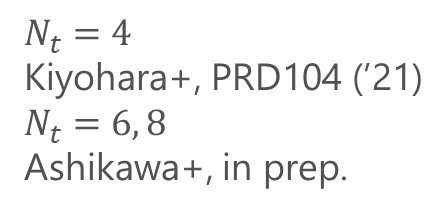 N_t = 4
Kiyohara+, PRD104 (’21)
N_t = 6, 8
Ashikawa+, in prep.